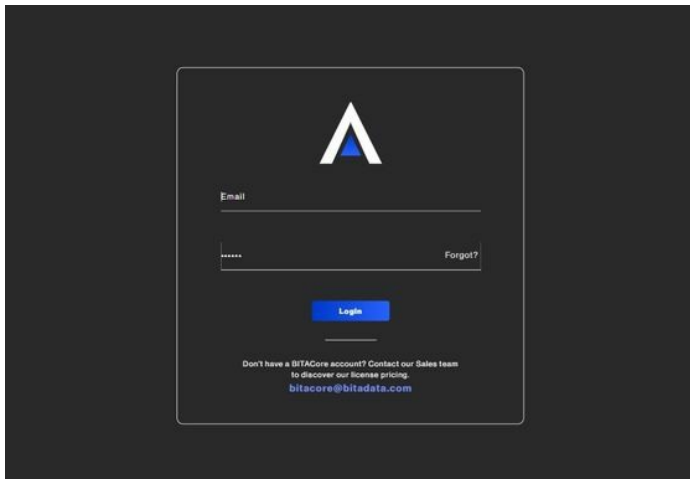 Email
•••••• Forgot?
Login
Don't have a BITACore account? Contact our Sales team
to discover our license pricing.
bitacore@bitadata.com